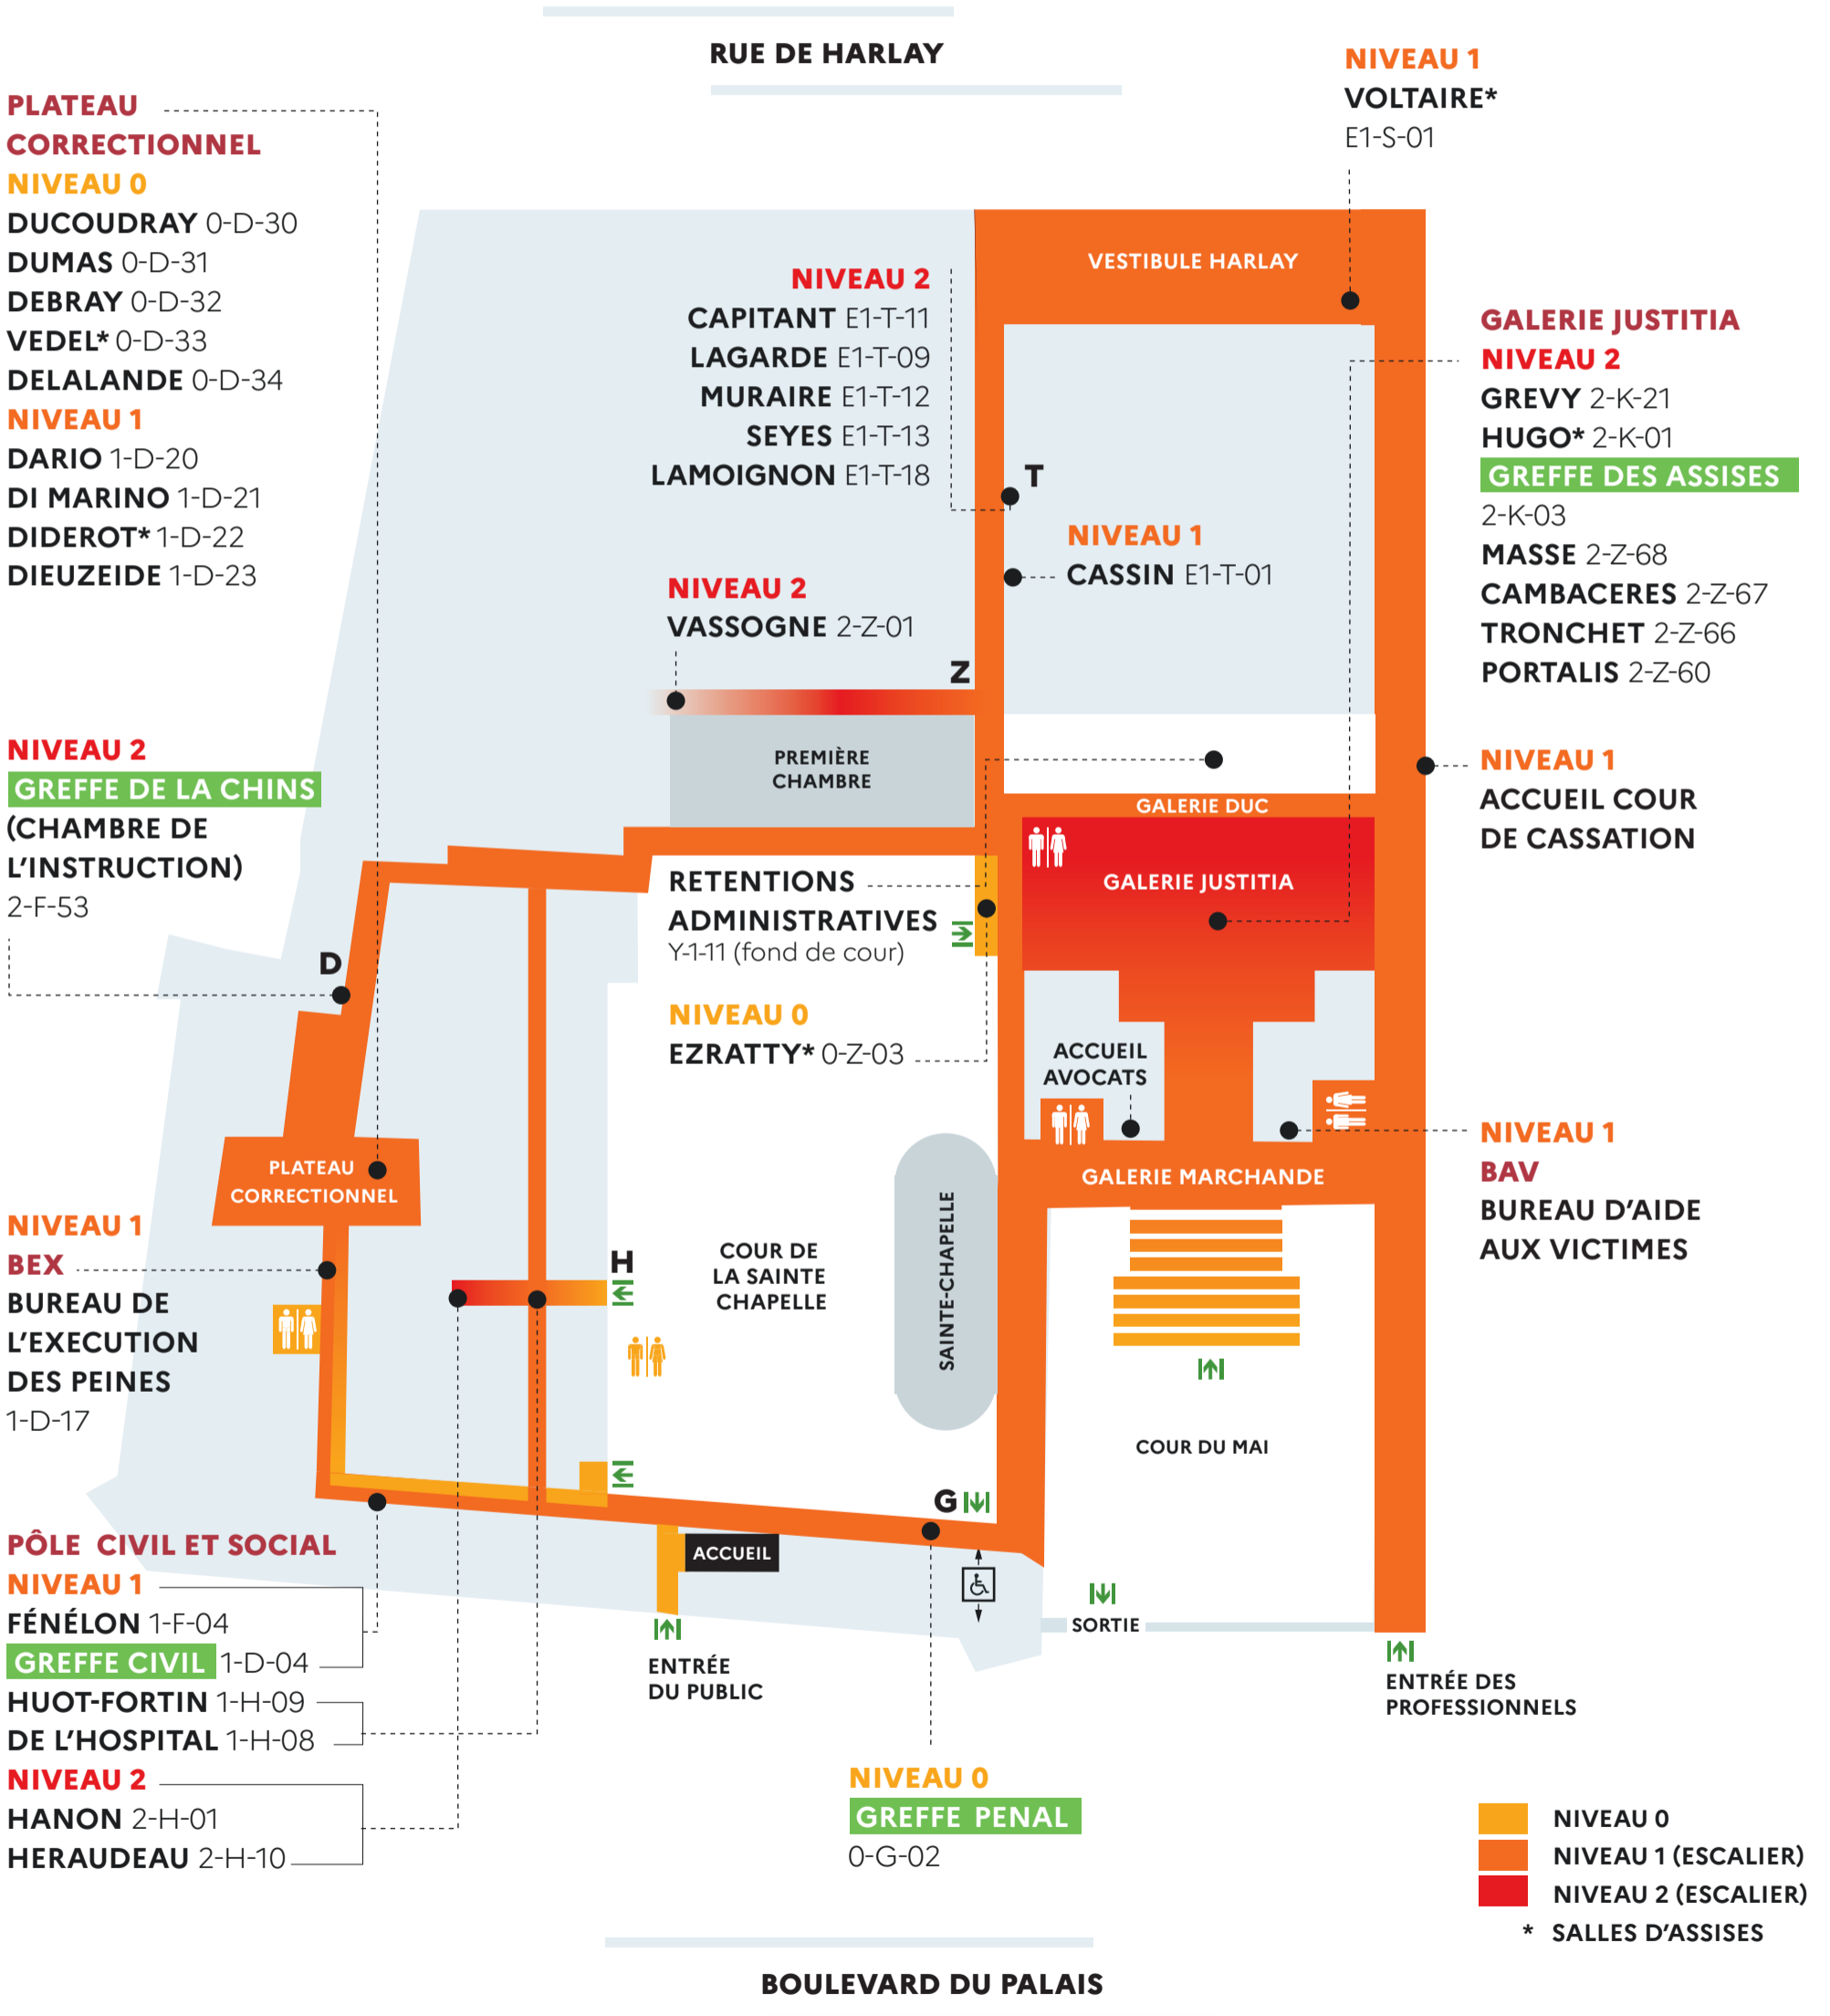 RUE DE HARLAY
NIVEAU 1
VOLTAIRE*
E1-S-01
PLATEAU
CORRECTIONNEL
NIVEAU 0
DUCOUDRAY 0-D-30
DUMAS 0-D-31
DEBRAY 0-D-32
VEDEL* 0-D-33
DELALANDE 0-D-34
NIVEAU 1
DARIO 1-D-20
DI MARINO 1-D-21
DIDEROT* 1-D-22
DIEUZEIDE 1-D-23
NIVEAU 2
CAPITANT E1-T-11
LAGARDE E1-T-09
MURAIRE E1-T-12
SEYES E1-T-13
LAMOIGNON E1-T-18
VESTIBULE HARLAY
T
NIVEAU 1
CASSIN E1-T-01
GALERIE JUSTITIA
NIVEAU 2
GREVY 2-K-21
HUGO* 2-K-01
GREFFE DES ASSISES
2-K-03
MASSE 2-Z-68
CAMBACERES 2-Z-67
TRONCHET 2-Z-66
PORTALIS 2-Z-60
NIVEAU 2
VASSOGNE 2-Z-01
Z
PREMIÈRE
CHAMBRE
NIVEAU 2
GREFFE DE LA CHINS
(CHAMBRE DE
L'INSTRUCTION)
2-F-53
D
NIVEAU 1
ACCUEIL COUR
DE CASSATION
GALERIE DUC
GALERIE JUSTITIA
RETENTIONS
ADMINISTRATIVES
Y-1-11 (fond de cour)
NIVEAU 0
EZRATTY* 0-Z-03
ACCUEIL
AVOCATS
NIVEAU 1
BAV
BUREAU D'AIDE
AUX VICTIMES
GALERIE MARCHANDE
PLATEAU
CORRECTIONNEL
NIVEAU 1
BEX
BUREAU DE
L'EXECUTION
DES PEINES
1-D-17
H
COUR DE
LA SAINTE
CHAPELLE
SAINTE-CHAPELLE
COUR DU MAI
G
ACCUEIL
SORTIE
ENTRÉE
DU PUBLIC
ENTRÉE DES
PROFESSIONNELS
PÔLE CIVIL ET SOCIAL
NIVEAU 1
FÉNÉLON 1-F-04
GREFFE CIVIL 1-D-04
HUOT-FORTIN 1-H-09
DE L'HOSPITAL 1-H-08
NIVEAU 2
HANON 2-H-01
HERAUDEAU 2-H-10
NIVEAU 0
GREFFE PENAL
0-G-02
NIVEAU 0
NIVEAU 1 (ESCALIER)
NIVEAU 2 (ESCALIER)
* SALLES D'ASSISES
BOULEVARD DU PALAIS